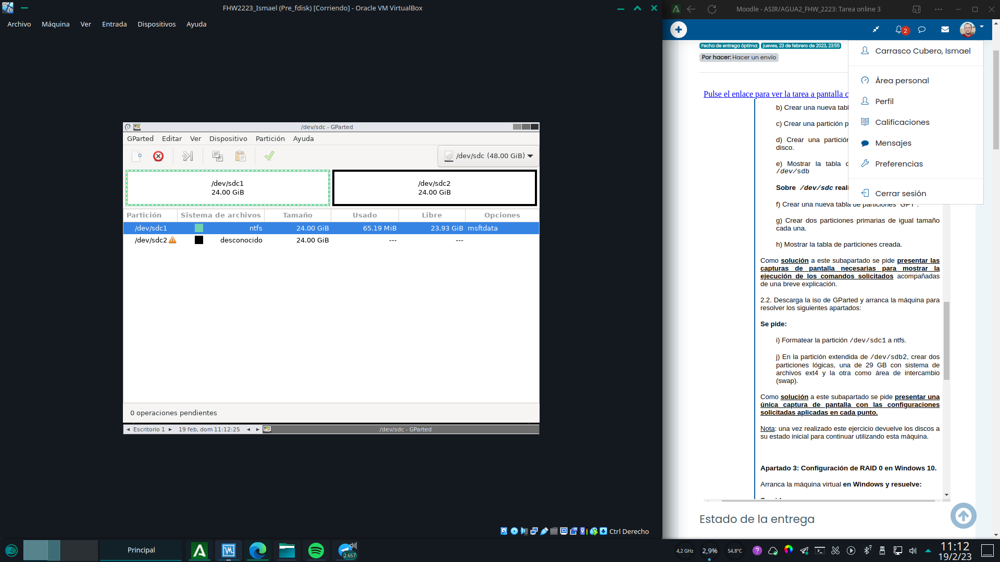 FHW2223_Ismael (Pre_fdisk) [Corriendo] - Oracle VM VirtualBox
Archivo Máquina Ver Entrada Dispositivos Ayuda
/dev/sdc - GParted
GParted Editar Ver Dispositivo Partición Ayuda
/dev/sdc (48.00 GiB)
/dev/sdc1
24.00 GiB
/dev/sdc2
24.00 GiB
Partición Sistema de archivos Tamaño Usado Libre Opciones
/dev/sdc1 ntfs 24.00 GiB 65.19 MiB 23.93 GiB msftdata
/dev/sdc2 desconocido 24.00 GiB --- ---
0 operaciones pendientes
Escritorio 1 19 feb, dom 11:12:25 /dev/sdc - GParted
Ctrl Derecho
Moodle - ASIR/AGUA2_FHW_2223: Tarea online 3
2
Fecha de entrega óptima: jueves, 23 de febrero de 2023, 23:55
Por hacer: Hacer un envío
Carrasco Cubero, Ismael
Área personal
Perfil
Calificaciones
Mensajes
Preferencias
Cerrar sesión
Pulse el enlace para ver la tarea a pantalla c
b) Crear una nueva tabl
c) Crear una partición p
d) Crear una partición
disco.
e) Mostrar la tabla d
/dev/sdb
Sobre /dev/sdc reali
f) Crear una nueva tabla de particiones "GPT".
g) Crear dos particiones primarias de igual tamaño
cada una.
h) Mostrar la tabla de particiones creada.
Como solución a este subapartado se pide presentar las
capturas de pantalla necesarias para mostrar la
ejecución de los comandos solicitados acompañadas
de una breve explicación.
2.2. Descarga la iso de GParted y arranca la máquina para
resolver los siguientes apartados:
Se pide:
i) Formatear la partición /dev/sdc1 a ntfs.
j) En la partición extendida de /dev/sdb2, crear dos
particiones lógicas, una de 29 GB con sistema de
archivos ext4 y la otra como área de intercambio
(swap).
Como solución a este subapartado se pide presentar una
única captura de pantalla con las configuraciones
solicitadas aplicadas en cada punto.
Nota: una vez realizado este ejercicio devuelve los discos a
su estado inicial para continuar utilizando esta máquina.
Apartado 3: Configuración de RAID 0 en Windows 10.
Arranca la máquina virtual en Windows y resuelve:
Estado de la entrega
Principal
2.657
4,2 GHz 2,9% 54,8°C
11:12
19/2/23